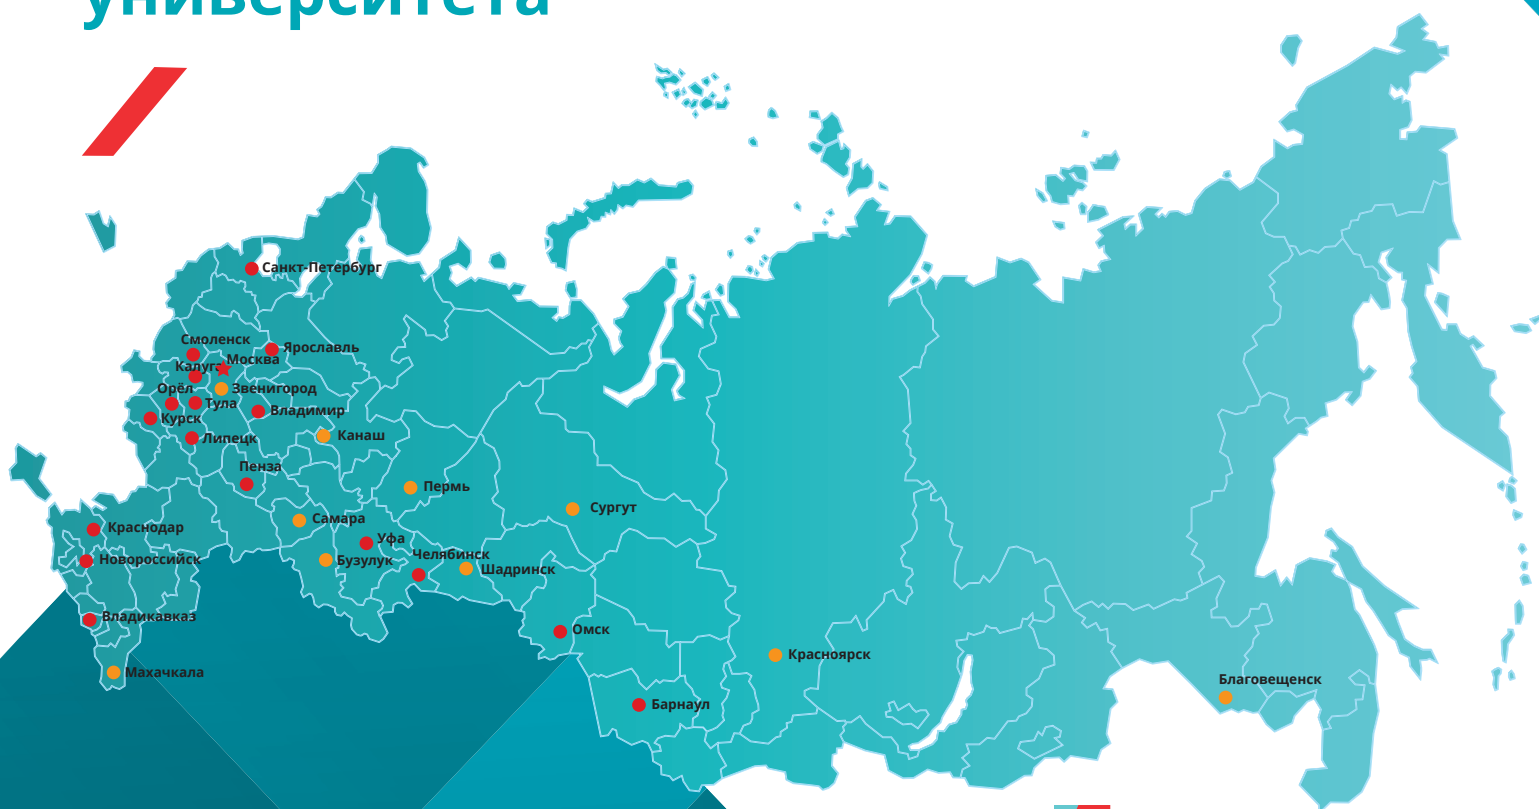 университета
Санкт-Петербург
Смоленск
Ярославль
Москва
Калуга
Орёл
Звенигород
Тула
Владимир
Курск
Канаш
Липецк
Пенза
Пермь
Сургут
Самара
Краснодар
Уфа
Челябинск
Новороссийск
Бузулук
Шадринск
Владикавказ
Омск
Красноярск
Махачкала
Благовещенск
Барнаул